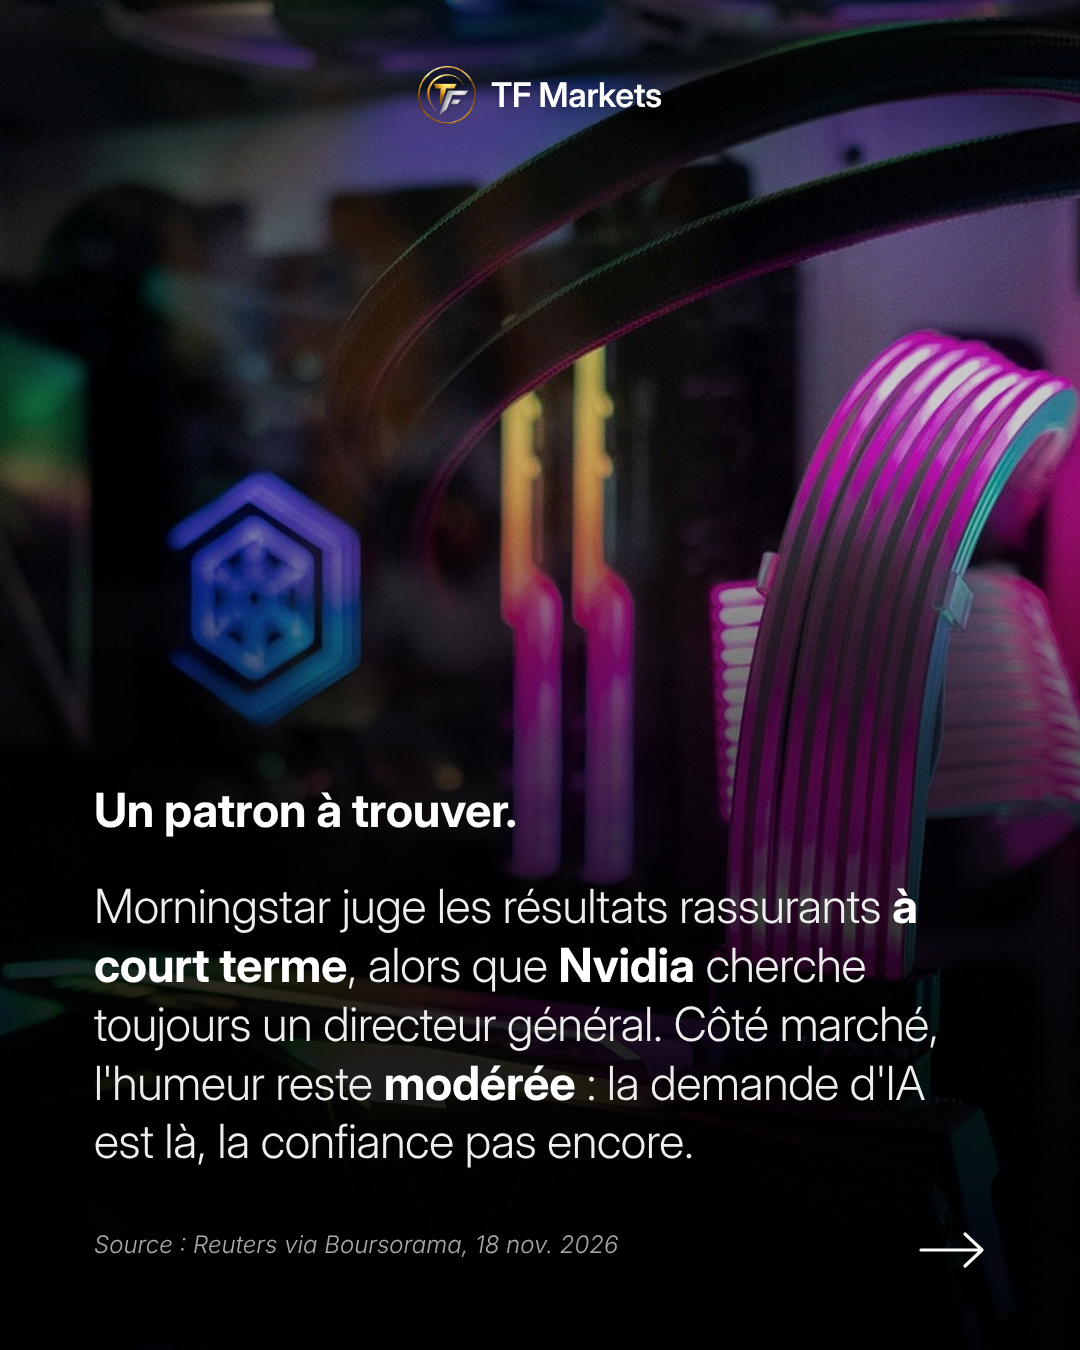 TF Markets
Un patron à trouver.
Morningstar juge les résultats rassurants à
court terme, alors que Nvidia cherche
toujours un directeur général. Côté marché,
l'humeur reste modérée : la demande d'IA
est là, la confiance pas encore.
Source : Reuters via Boursorama, 18 nov. 2026